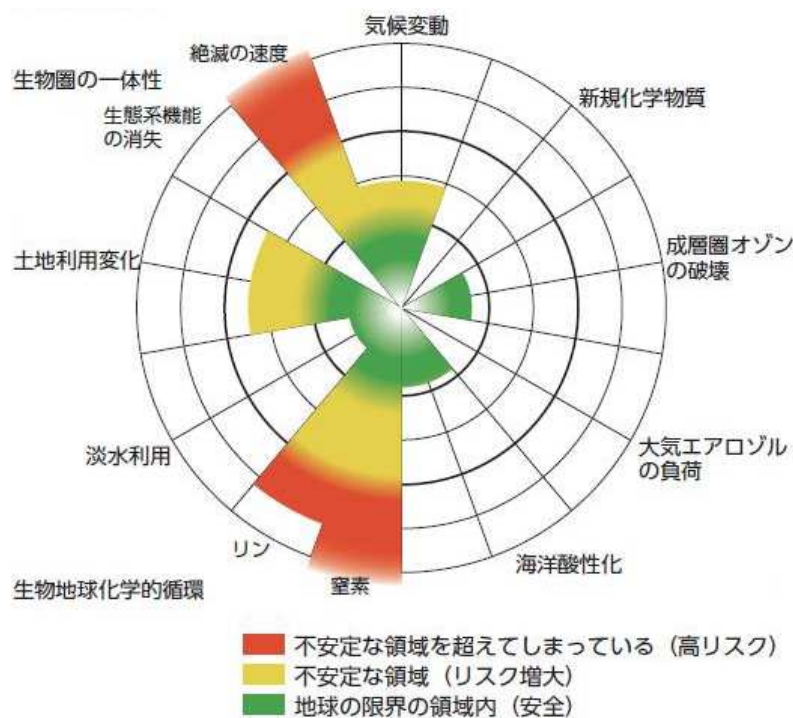 気候変動
絶滅の速度
生物圏の一体性
新規化学物質
生態系機能
の消失
成層圏オゾン
の破壊
土地利用変化
大気エアロゾル
の負荷
淡水利用
海洋酸性化
リン
窒素
生物地球化学的循環
不安定な領域を超えてしまっている（高リスク）
不安定な領域（リスク増大）
地球の限界の領域内（安全）